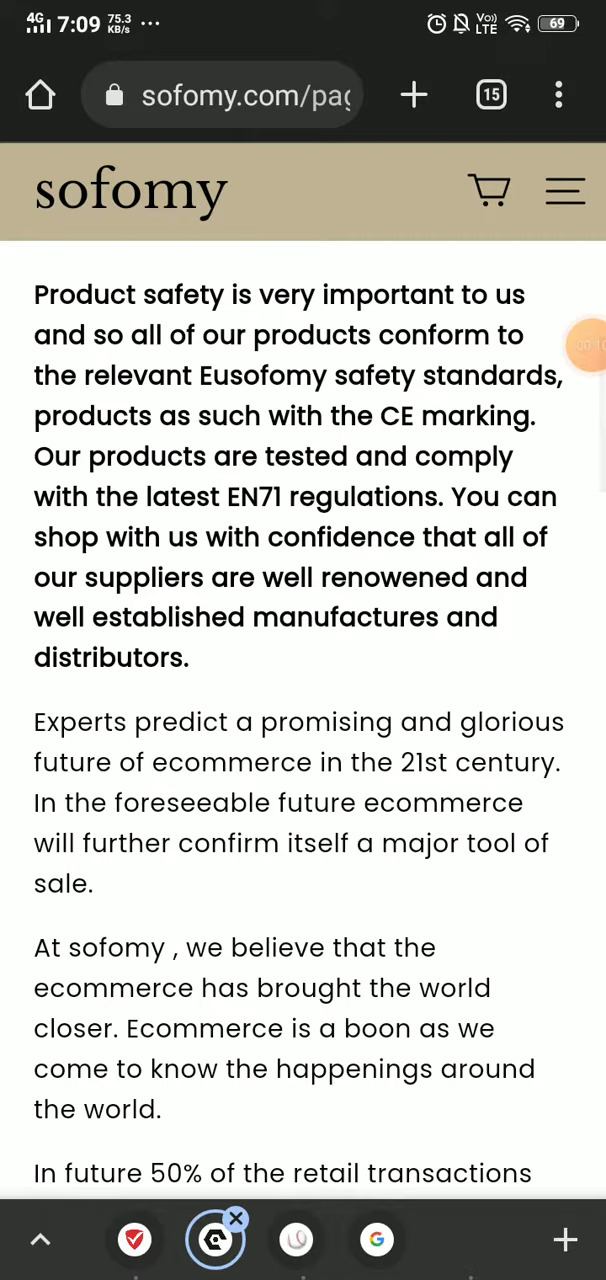 4G 7:09 75.3 KB/s ...
Vo)) LTE 69
sofomy.com/pag
15
sofomy
Product safety is very important to us
and so all of our products conform to
the relevant Eusofomy safety standards,
products as such with the CE marking.
Our products are tested and comply
with the latest EN71 regulations. You can
shop with us with confidence that all of
our suppliers are well renowened and
well established manufactures and
distributors.
Experts predict a promising and glorious
future of ecommerce in the 21st century.
In the foreseeable future ecommerce
will further confirm itself a major tool of
sale.
At sofomy , we believe that the
ecommerce has brought the world
closer. Ecommerce is a boon as we
come to know the happenings around
the world.
In future 50% of the retail transactions